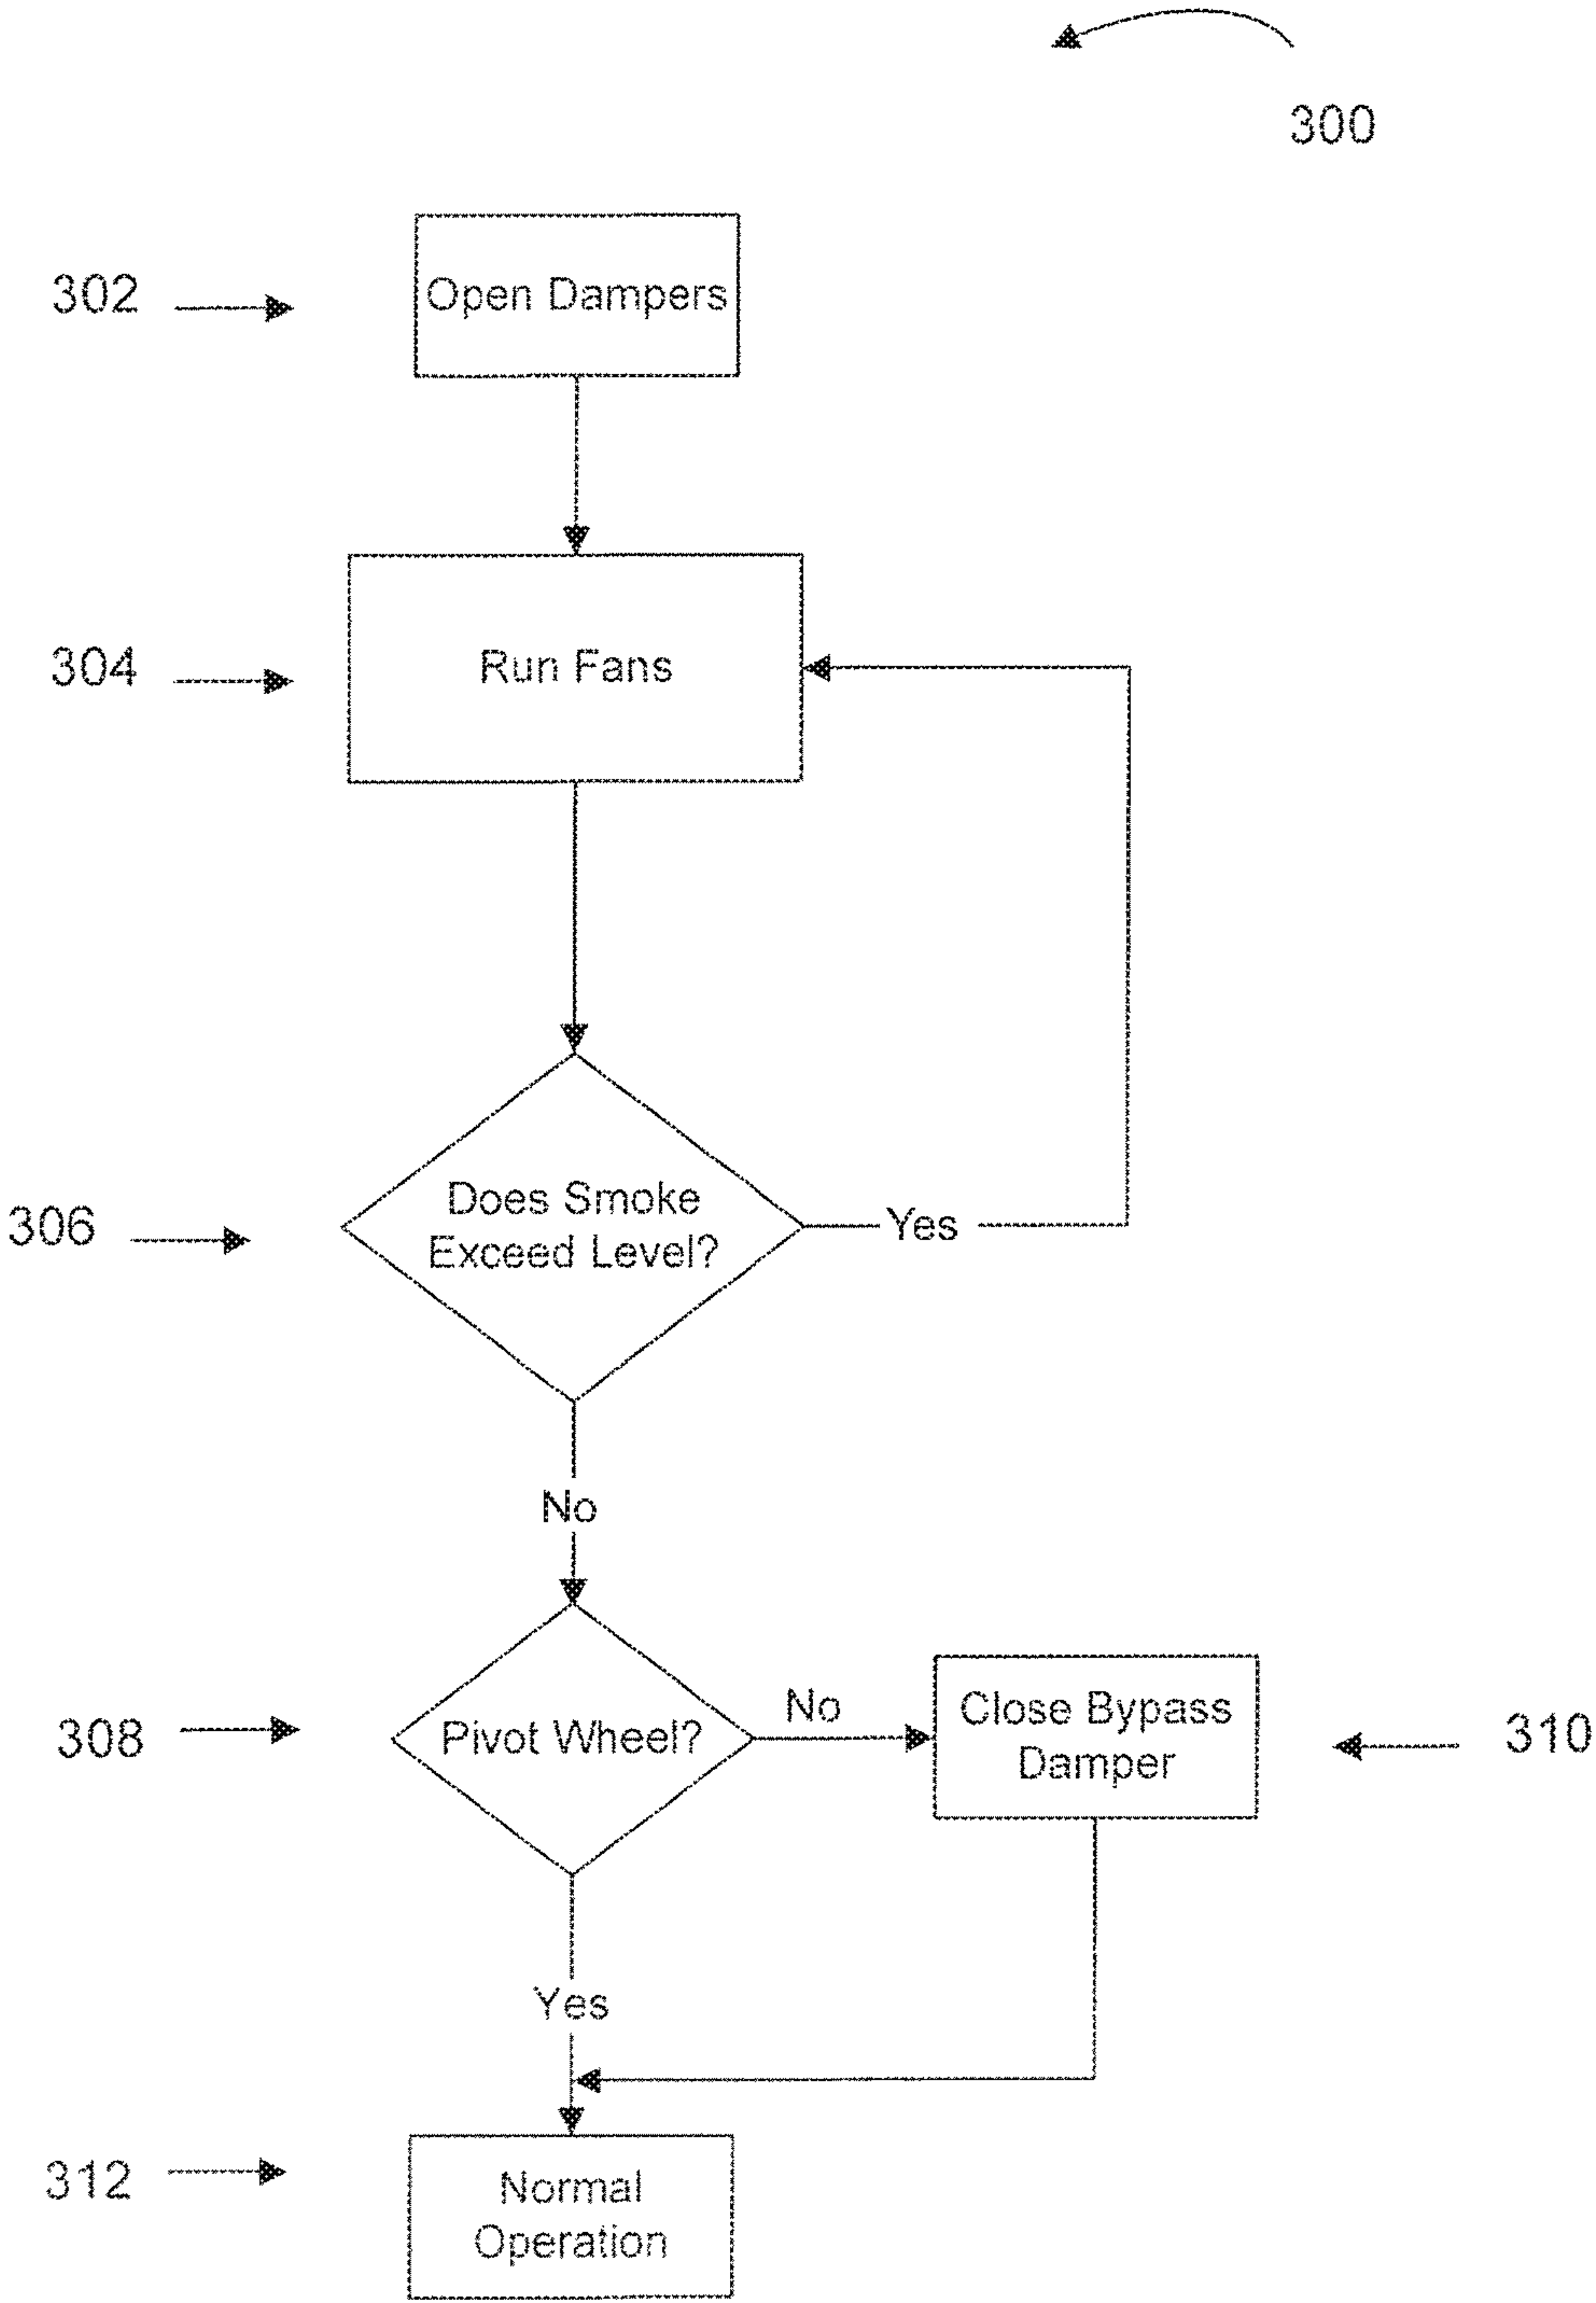 300
302
Open Dampers
304
Run Fans
306
Does Smoke
Exceed Level?
Yes
No
308
Pivot Wheel?
No
Close Bypass
Damper
310
Yes
312
Normal
Operation